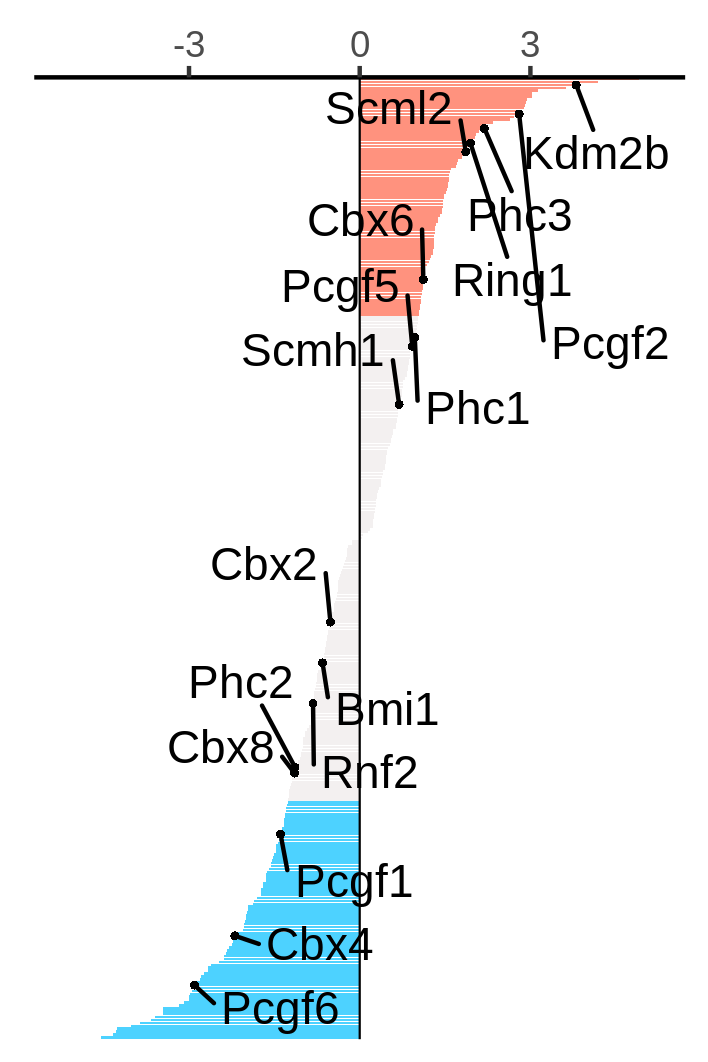 -3 0 3
Scml2
Kdm2b
Cbx6
Phc3
Pcgf5
Ring1
Scmh1
Pcgf2
Phc1
Cbx2
Phc2
Bmi1
Cbx8
Rnf2
Pcgf1
Cbx4
Pcgf6